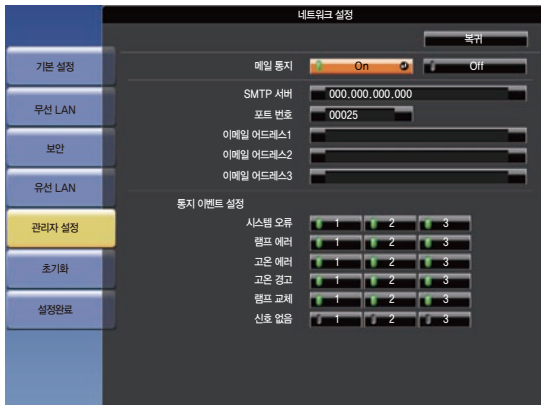 네트워크 설정
복귀
기본 설정
무선 LAN
보안
유선 LAN
관리자 설정
초기화
설정완료
메일 통지 On Off
SMTP 서버 000.000.000.000
포트 번호 00025
이메일 어드레스1
이메일 어드레스2
이메일 어드레스3
통지 이벤트 설정
시스템 오류 1 2 3
램프 에러 1 2 3
고온 에러 1 2 3
고온 경고 1 2 3
램프 교체 1 2 3
신호 없음 1 2 3